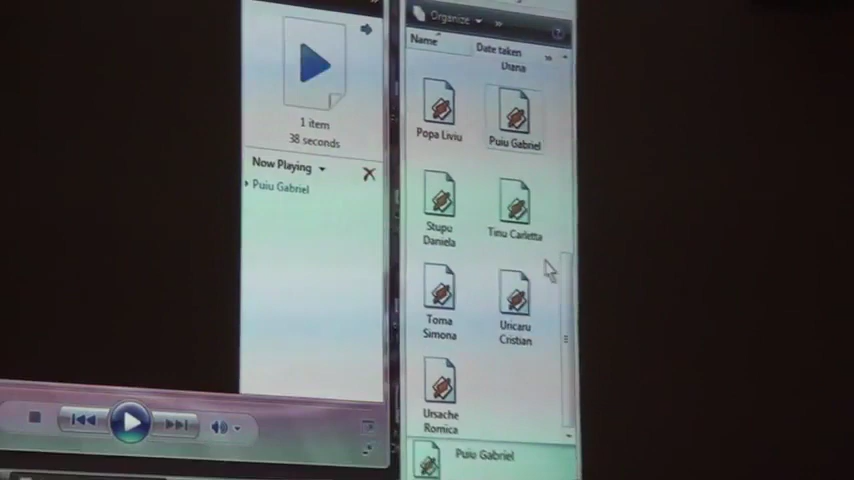 1 item
38 seconds
Now Playing
Puiu Gabriel
Organize
»
Name
Date taken
»
Diana
Popa Liviu
Puiu Gabriel
Stupu
Daniela
Tinu Carletta
Toma
Simona
Uricaru
Cristian
Ursache
Romica
Puiu Gabriel